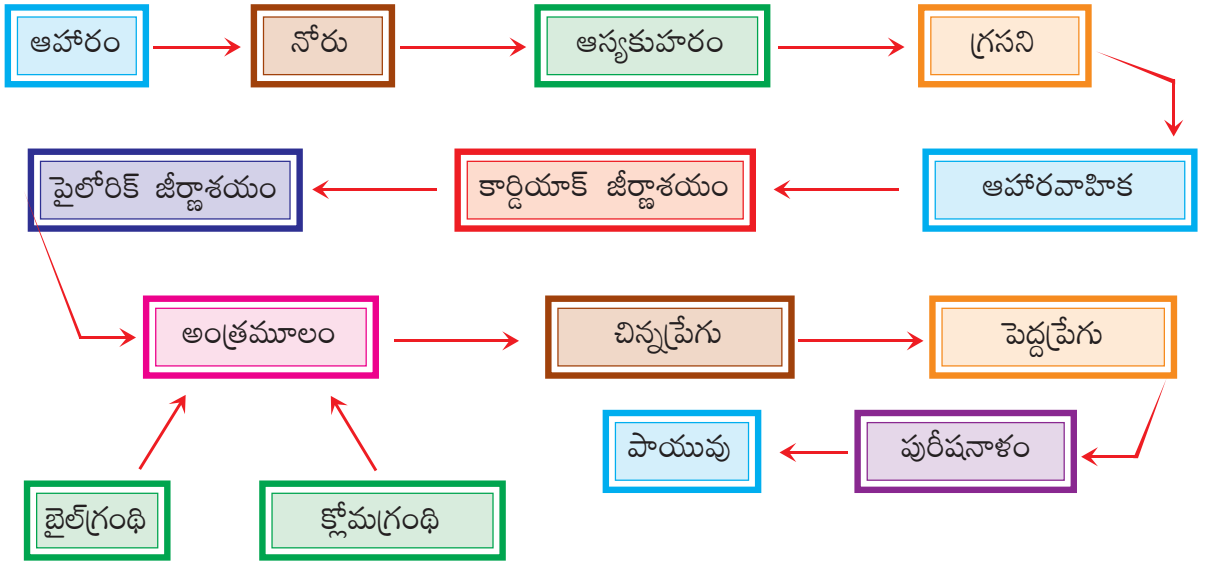 ఆహారం
నోరు
ఆస్యకుహరం
గ్రసని
ఆహారవాహిక
కార్డియాక్ జీర్ణాశయం
పైలోరిక్ జీర్ణాశయం
అంత్రమూలం
చిన్నప్రేగు
పెద్దప్రేగు
పురీషనాళం
పాయువు
బైల్‌గ్రంథి
క్లోమగ్రంథి